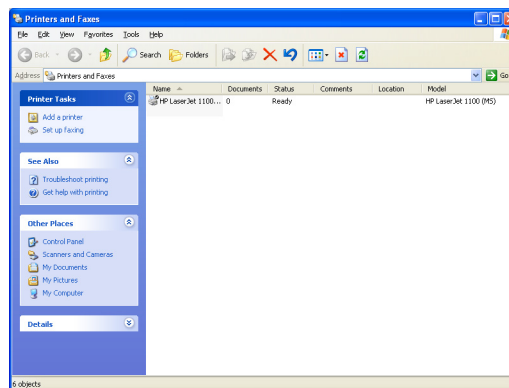 Printers and Faxes
File Edit View Favorites Tools Help
Back Search Folders
Address Printers and Faxes Go
Name Documents Status Comments Location Model
HP LaserJet 1100... 0 Ready HP LaserJet 1100 (MS)
Printer Tasks
Add a printer
Set up faxing
See Also
Troubleshoot printing
Get help with printing
Other Places
Control Panel
Scanners and Cameras
My Documents
My Pictures
My Computer
Details
6 objects